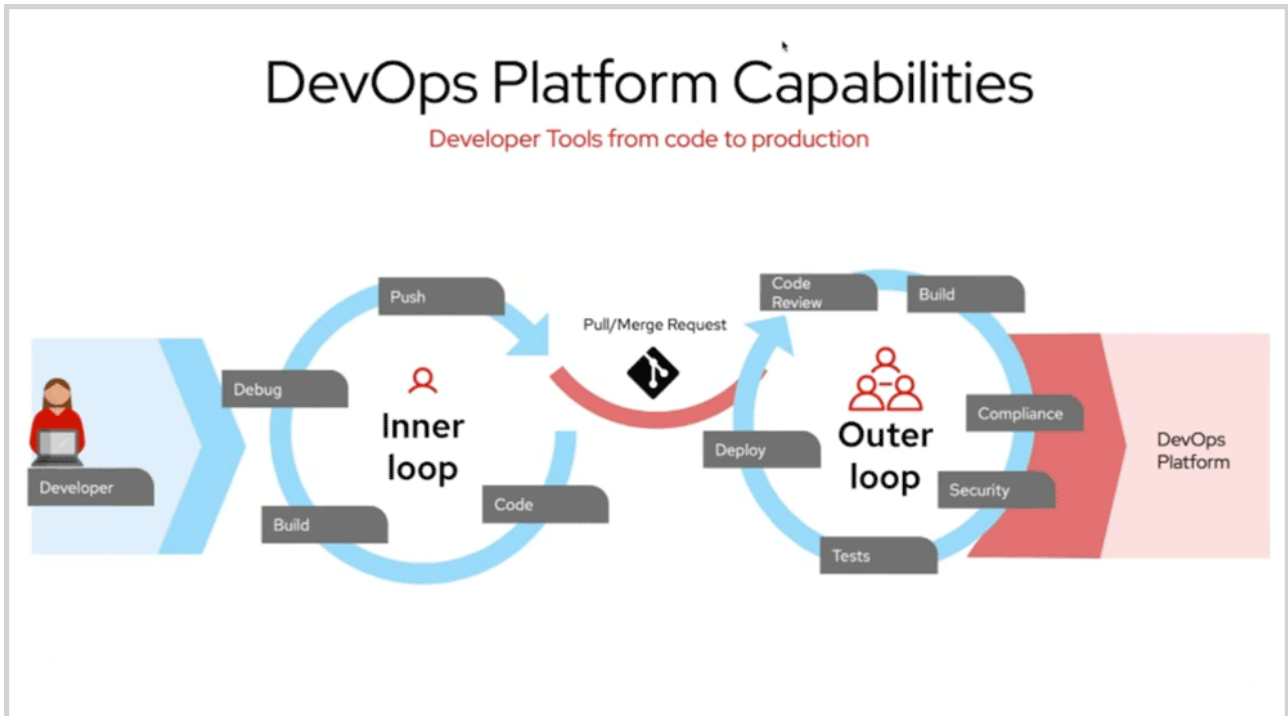 DevOps Platform Capabilities
Developer Tools from code to production
Push
Debug
Inner
loop
Build
Code
Developer
Pull/Merge Request
Code
Review
Build
Compliance
Outer
loop
Deploy
Security
Tests
DevOps
Platform